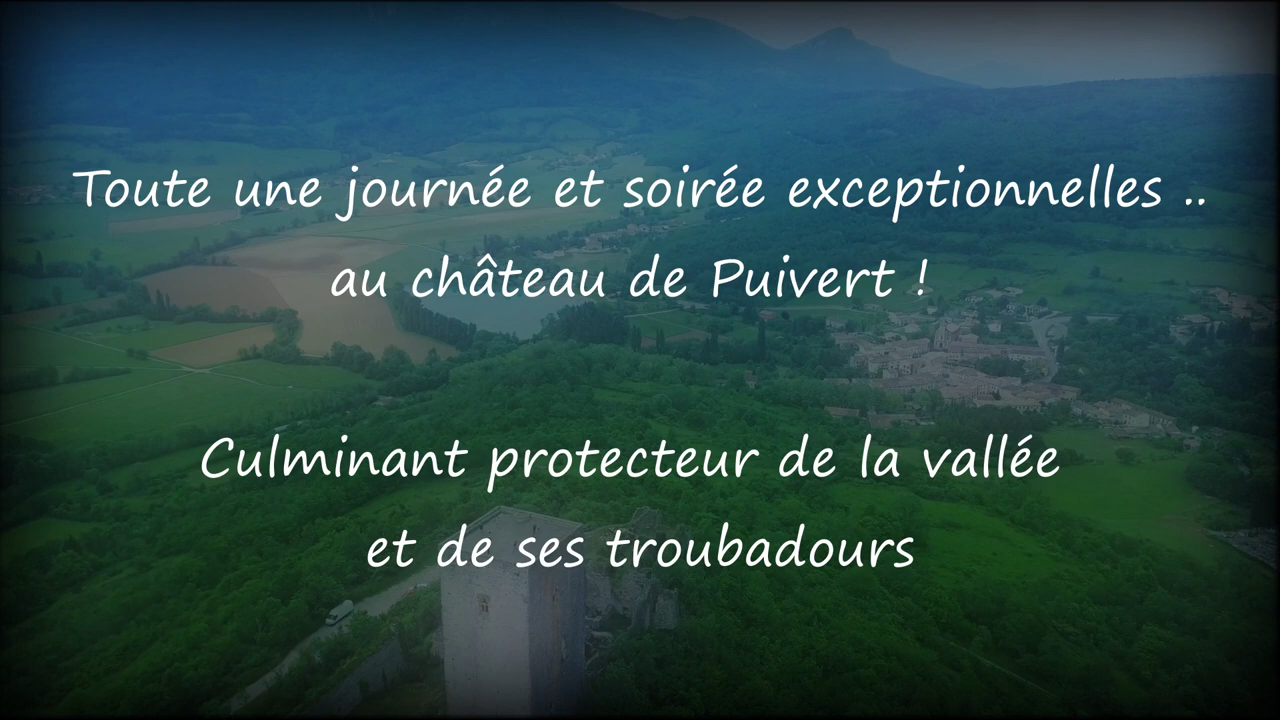 Toute une journée et soirée exceptionnelles ..
au château de Puivert !
Culminant protecteur de la vallée
et de ses troubadours